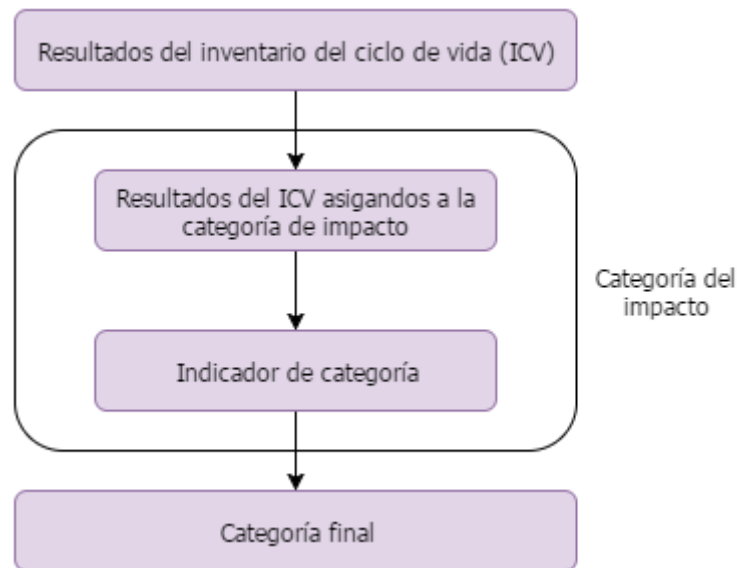 Resultados del inventario del ciclo de vida (ICV)
Resultados del ICV asigandos a la
categoría de impacto
Categoría del
impacto
Indicador de categoría
Categoría final